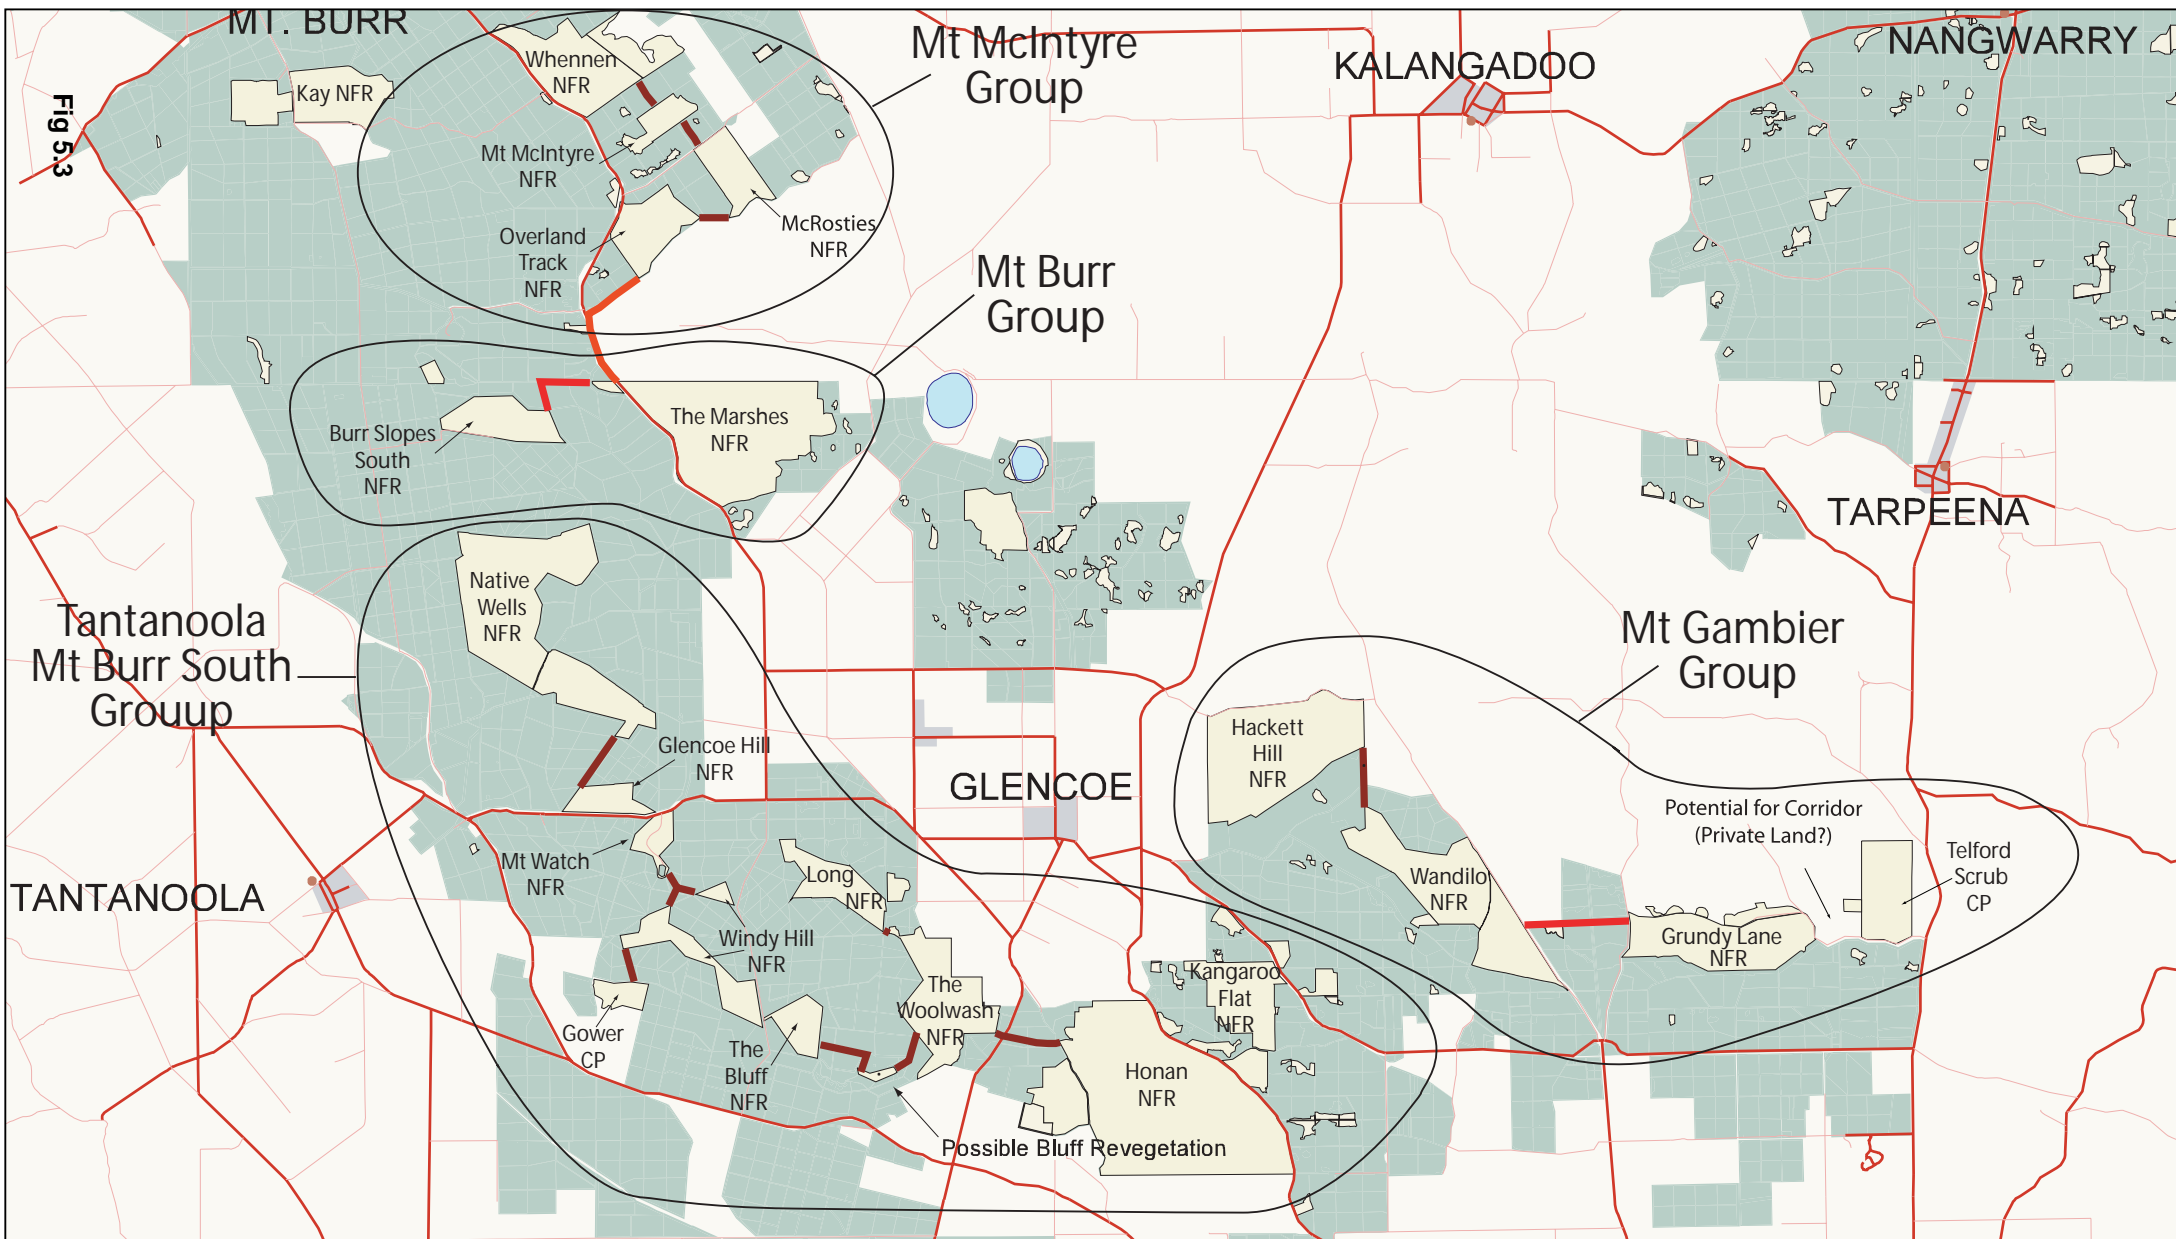 MT. BURR
Fig 5.3
Kay NFR
Whennen
NFR
Mt McIntyre
Group
KALANGADOO
NANGWARRY
Mt McIntyre
NFR
McRosties
NFR
Overland
Track
NFR
Mt Burr
Group
Burr Slopes
South
NFR
The Marshes
NFR
TARPEENA
Native
Wells
NFR
Tantanoola
Mt Burr South
Grouup
Mt Gambier
Group
Glencoe Hill
NFR
Hackett
Hill
NFR
GLENCOE
Potential for Corridor
(Private Land?)
Telford
Scrub
CP
Mt Watch
NFR
Long
NFR
Wandilo
NFR
TANTANOOLA
Windy Hill
NFR
Grundy Lane
NFR
Kangaroo
Flat
NFR
The
Woolwash
NFR
Gower
CP
The
Bluff
NFR
Honan
NFR
Possible Bluff Revegetation